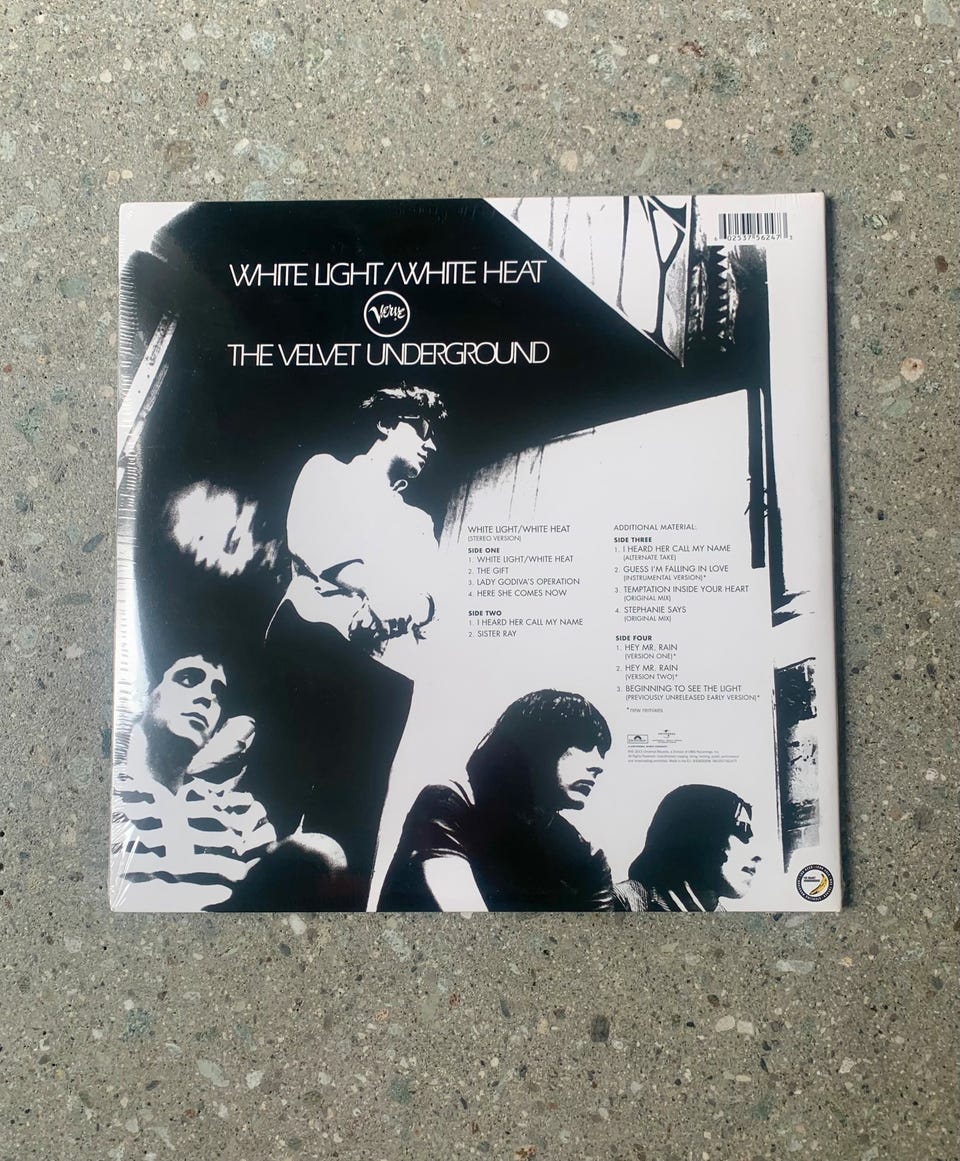 6 02537 56247 3
WHITE LIGHT/WHITE HEAT
Verve
THE VELVET UNDERGROUND
WHITE LIGHT/WHITE HEAT
(STEREO VERSION)
SIDE ONE
1. WHITE LIGHT/WHITE HEAT
2. THE GIFT
3. LADY GODIVA'S OPERATION
4. HERE SHE COMES NOW
SIDE TWO
1. I HEARD HER CALL MY NAME
2. SISTER RAY
ADDITIONAL MATERIAL:
SIDE THREE
1. I HEARD HER CALL MY NAME
(ALTERNATE TAKE)
2. GUESS I'M FALLING IN LOVE
(INSTRUMENTAL VERSION)*
3. TEMPTATION INSIDE YOUR HEART
(ORIGINAL MIX)
4. STEPHANIE SAYS
(ORIGINAL MIX)
SIDE FOUR
1. HEY MR. RAIN
(VERSION ONE)*
2. HEY MR. RAIN
(VERSION TWO)*
3. BEGINNING TO SEE THE LIGHT
(PREVIOUSLY UNRELEASED EARLY VERSION)*
*new remixes
UNIVERSAL